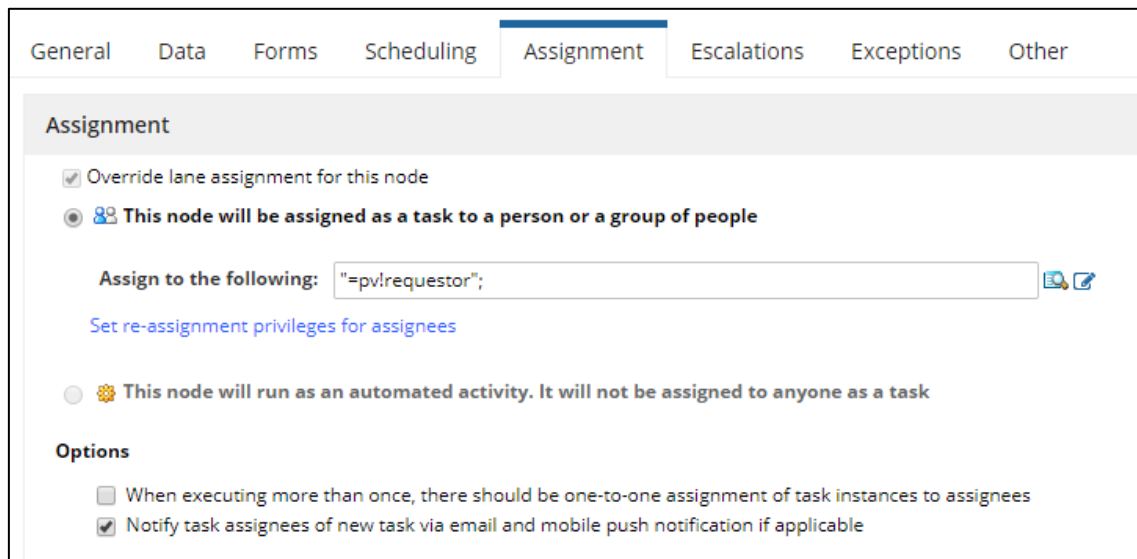 General Data Forms Scheduling Assignment Escalations Exceptions Other
Assignment
Override lane assignment for this node
This node will be assigned as a task to a person or a group of people
Assign to the following: "=pv!requestor";
Set re-assignment privileges for assignees
This node will run as an automated activity. It will not be assigned to anyone as a task
Options
When executing more than once, there should be one-to-one assignment of task instances to assignees
Notify task assignees of new task via email and mobile push notification if applicable